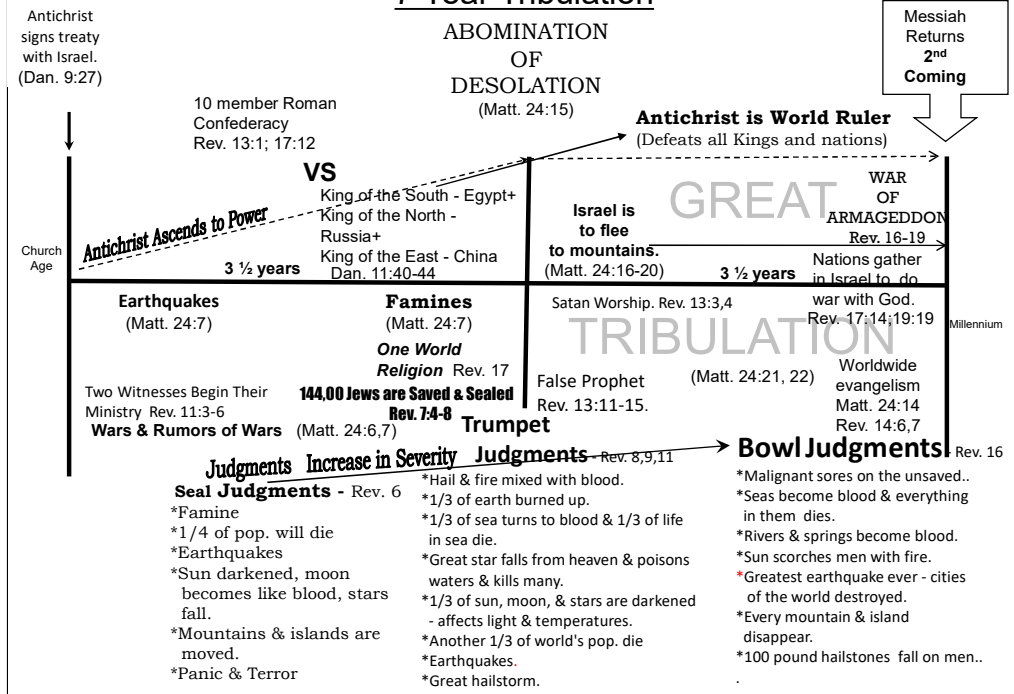 7 Year Tribulation
Antichrist
signs treaty
with Israel.
(Dan. 9:27)
ABOMINATION
OF
DESOLATION
(Matt. 24:15)
Messiah
Returns
2nd
Coming
10 member Roman
Confederacy
Rev. 13:1; 17:12
VS
King of the South - Egypt+
King of the North -
Russia+
King of the East - China
Dan. 11:40-44
Antichrist is World Ruler
(Defeats all Kings and nations)
Antichrist Ascends to Power
Church
Age
3 ½ years
Israel is
to flee
to mountains.
(Matt. 24:16-20)
GREAT
3 ½ years
WAR
OF
ARMAGEDDON
Rev. 16-19
Nations gather
in Israel to do
war with God.
Rev. 17:14;19:19
Millennium
Earthquakes
(Matt. 24:7)
Famines
(Matt. 24:7)
One World
Religion Rev. 17
Two Witnesses Begin Their
Ministry Rev. 11:3-6
144,00 Jews are Saved & Sealed
Rev. 7:4-8
Wars & Rumors of Wars (Matt. 24:6,7)
Satan Worship. Rev. 13:3,4
TRIBULATION
False Prophet
Rev. 13:11-15.
(Matt. 24:21, 22)
Worldwide
evangelism
Matt. 24:14
Rev. 14:6,7
Judgments Increase in Severity
Seal Judgments - Rev. 6
*Famine
*1/4 of pop. will die
*Earthquakes
*Sun darkened, moon
becomes like blood, stars
fall.
*Mountains & islands are
moved.
*Panic & Terror
Trumpet
Judgments - Rev. 8,9,11
*Hail & fire mixed with blood.
*1/3 of earth burned up.
*1/3 of sea turns to blood & 1/3 of life
in sea die.
*Great star falls from heaven & poisons
waters & kills many.
*1/3 of sun, moon, & stars are darkened
- affects light & temperatures.
*Another 1/3 of world's pop. die
*Earthquakes.
*Great hailstorm.
Bowl Judgments - Rev. 16
*Malignant sores on the unsaved..
*Seas become blood & everything
in them dies.
*Rivers & springs become blood.
*Sun scorches men with fire.
*Greatest earthquake ever - cities
of the world destroyed.
*Every mountain & island
disappear.
*100 pound hailstones fall on men..
.